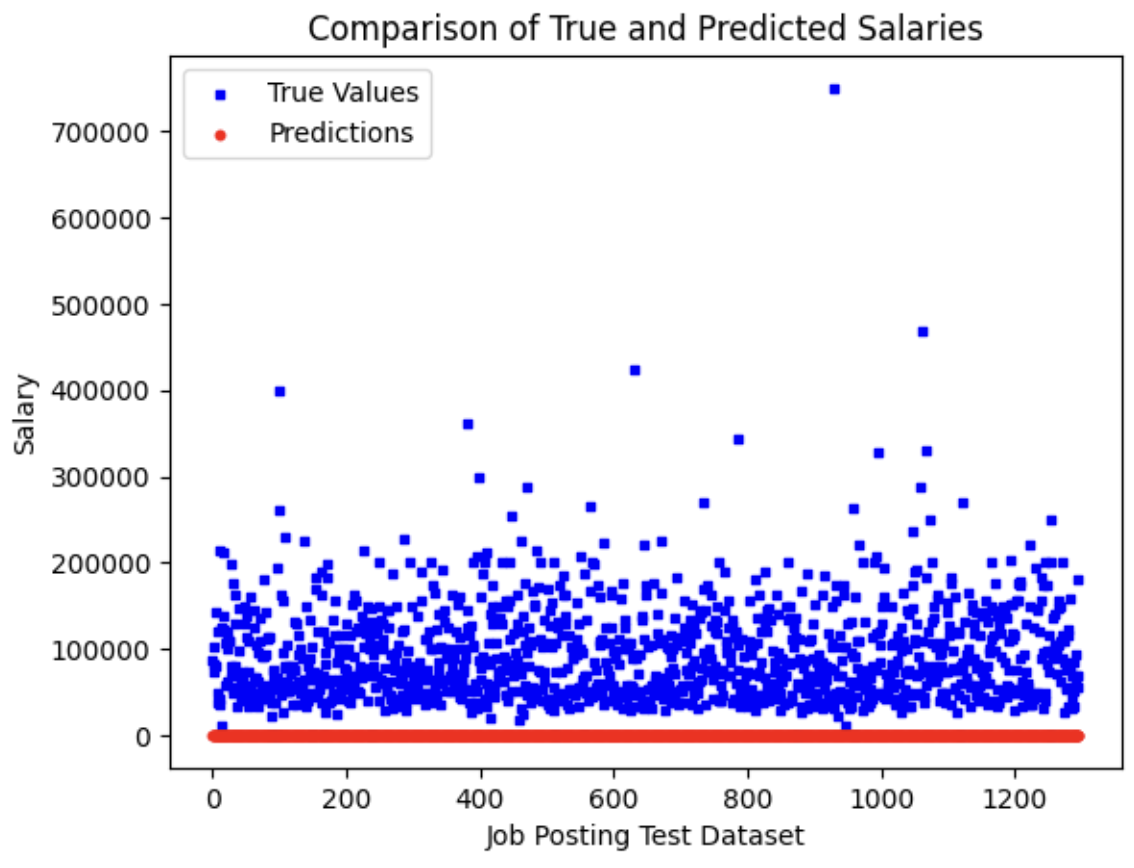 Comparison of True and Predicted Salaries
True Values
Predictions
700000
600000
500000
400000
300000
200000
100000
0
Salary
0 200 400 600 800 1000 1200
Job Posting Test Dataset